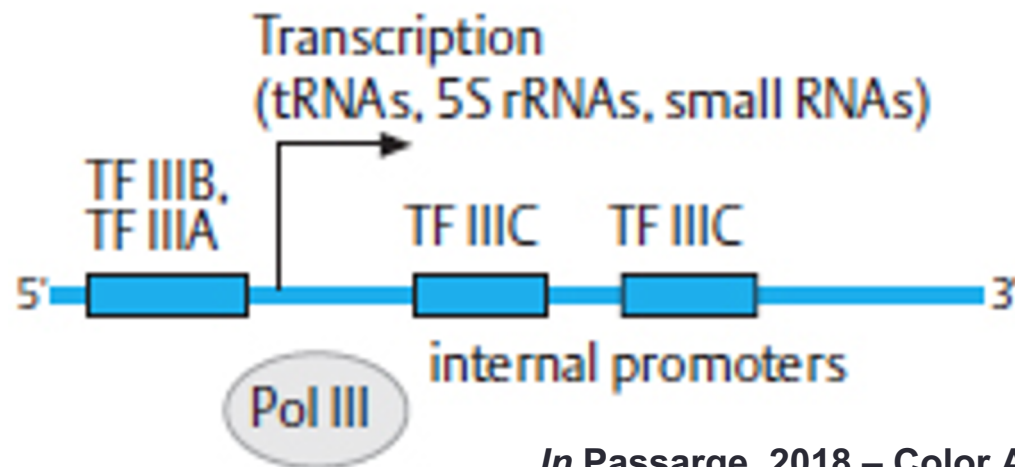 Transcription
(tRNAs, 5S rRNAs, small RNAs)
TF IIIB,
TF IIIA
TF IIIC TF IIIC
5' 3'
internal promoters
Pol III
In Passarge, 2018 – Color A